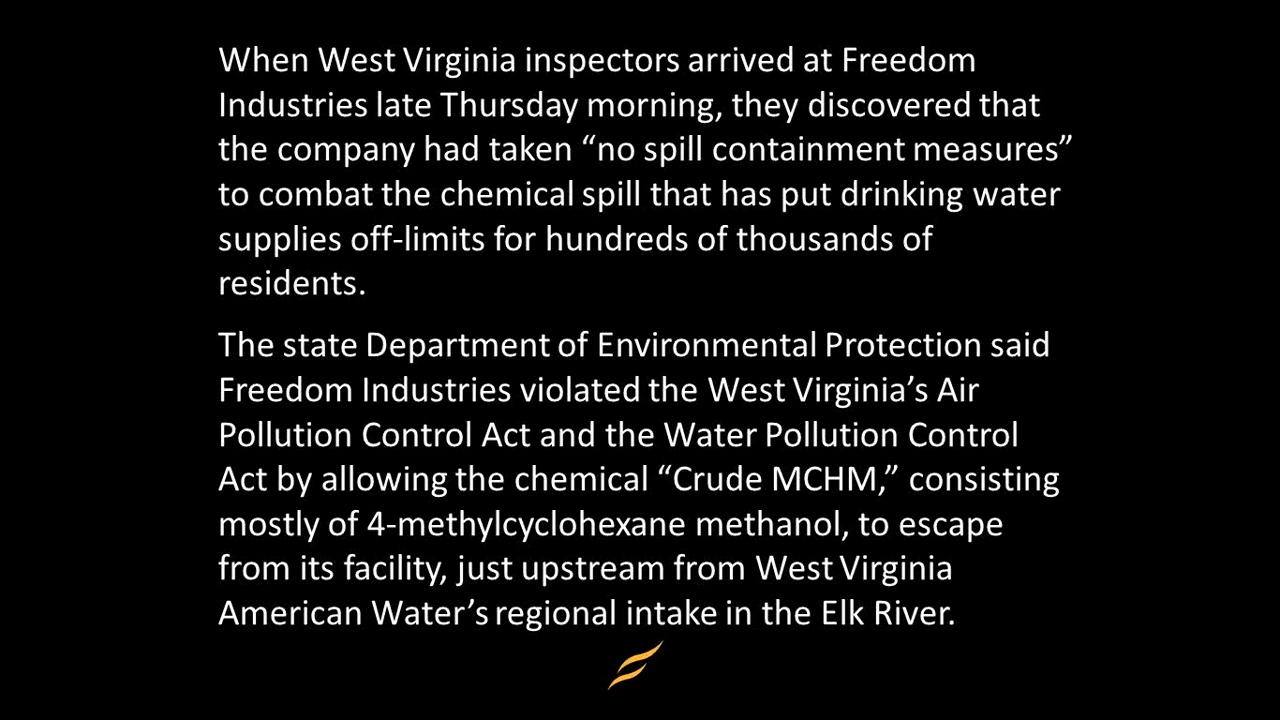 When West Virginia inspectors arrived at Freedom
Industries late Thursday morning, they discovered that
the company had taken “no spill containment measures”
to combat the chemical spill that has put drinking water
supplies off-limits for hundreds of thousands of
residents.
The state Department of Environmental Protection said
Freedom Industries violated the West Virginia’s Air
Pollution Control Act and the Water Pollution Control
Act by allowing the chemical “Crude MCHM,” consisting
mostly of 4-methylcyclohexane methanol, to escape
from its facility, just upstream from West Virginia
American Water’s regional intake in the Elk River.